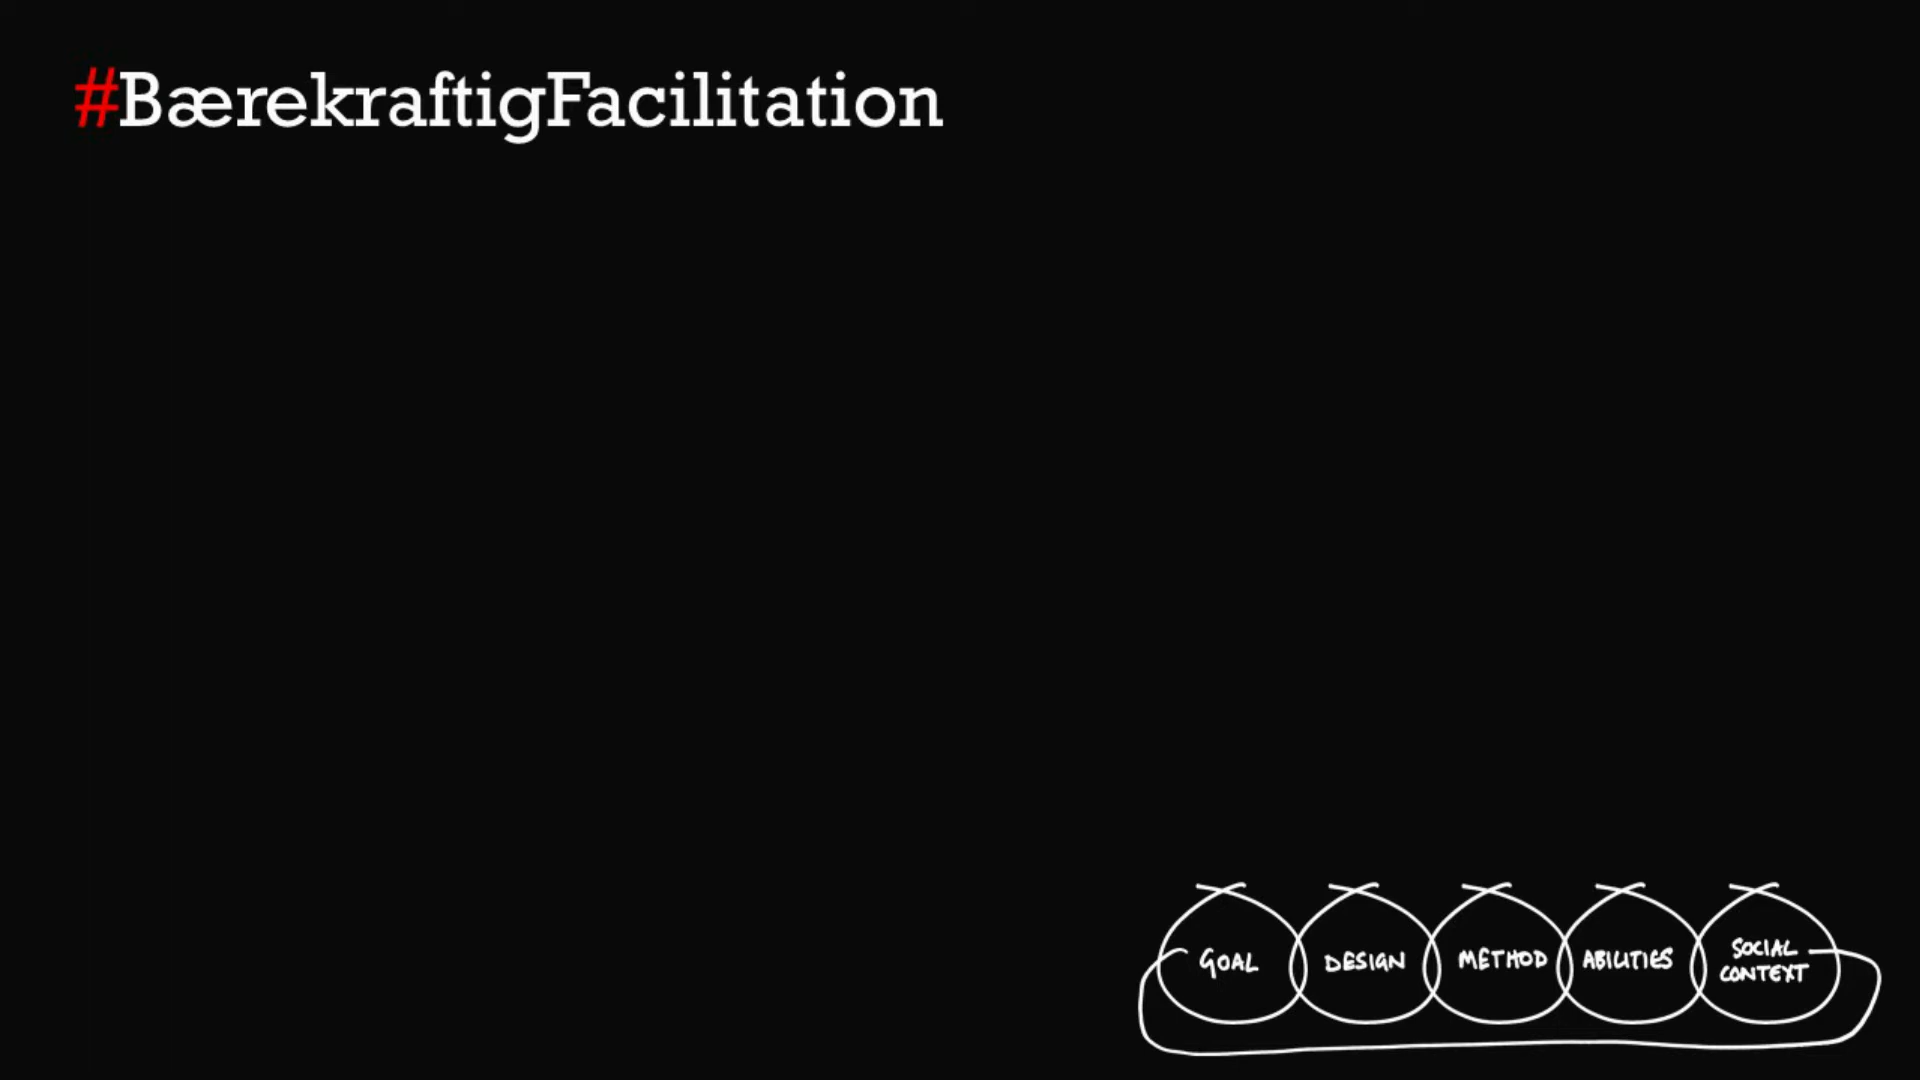 #BærekraftigFacilitation
GOAL
DESIGN
METHOD
ABILITIES
SOCIAL
CONTEXT